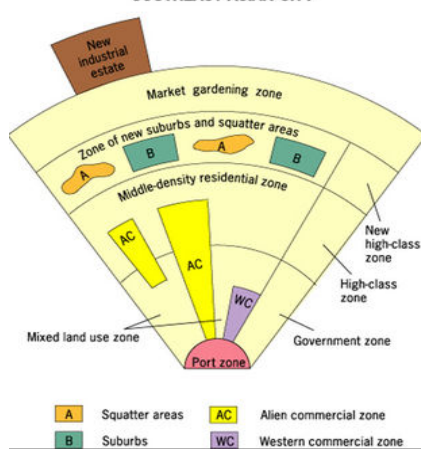 New
industrial
estate
Market gardening zone
Zone of new suburbs and squatter areas
A
B
A
B
Middle-density residential zone
New
high-class
zone
AC
AC
High-class
zone
WC
Mixed land use zone
Government zone
Port zone
A Squatter areas
AC Alien commercial zone
B Suburbs
WC Western commercial zone